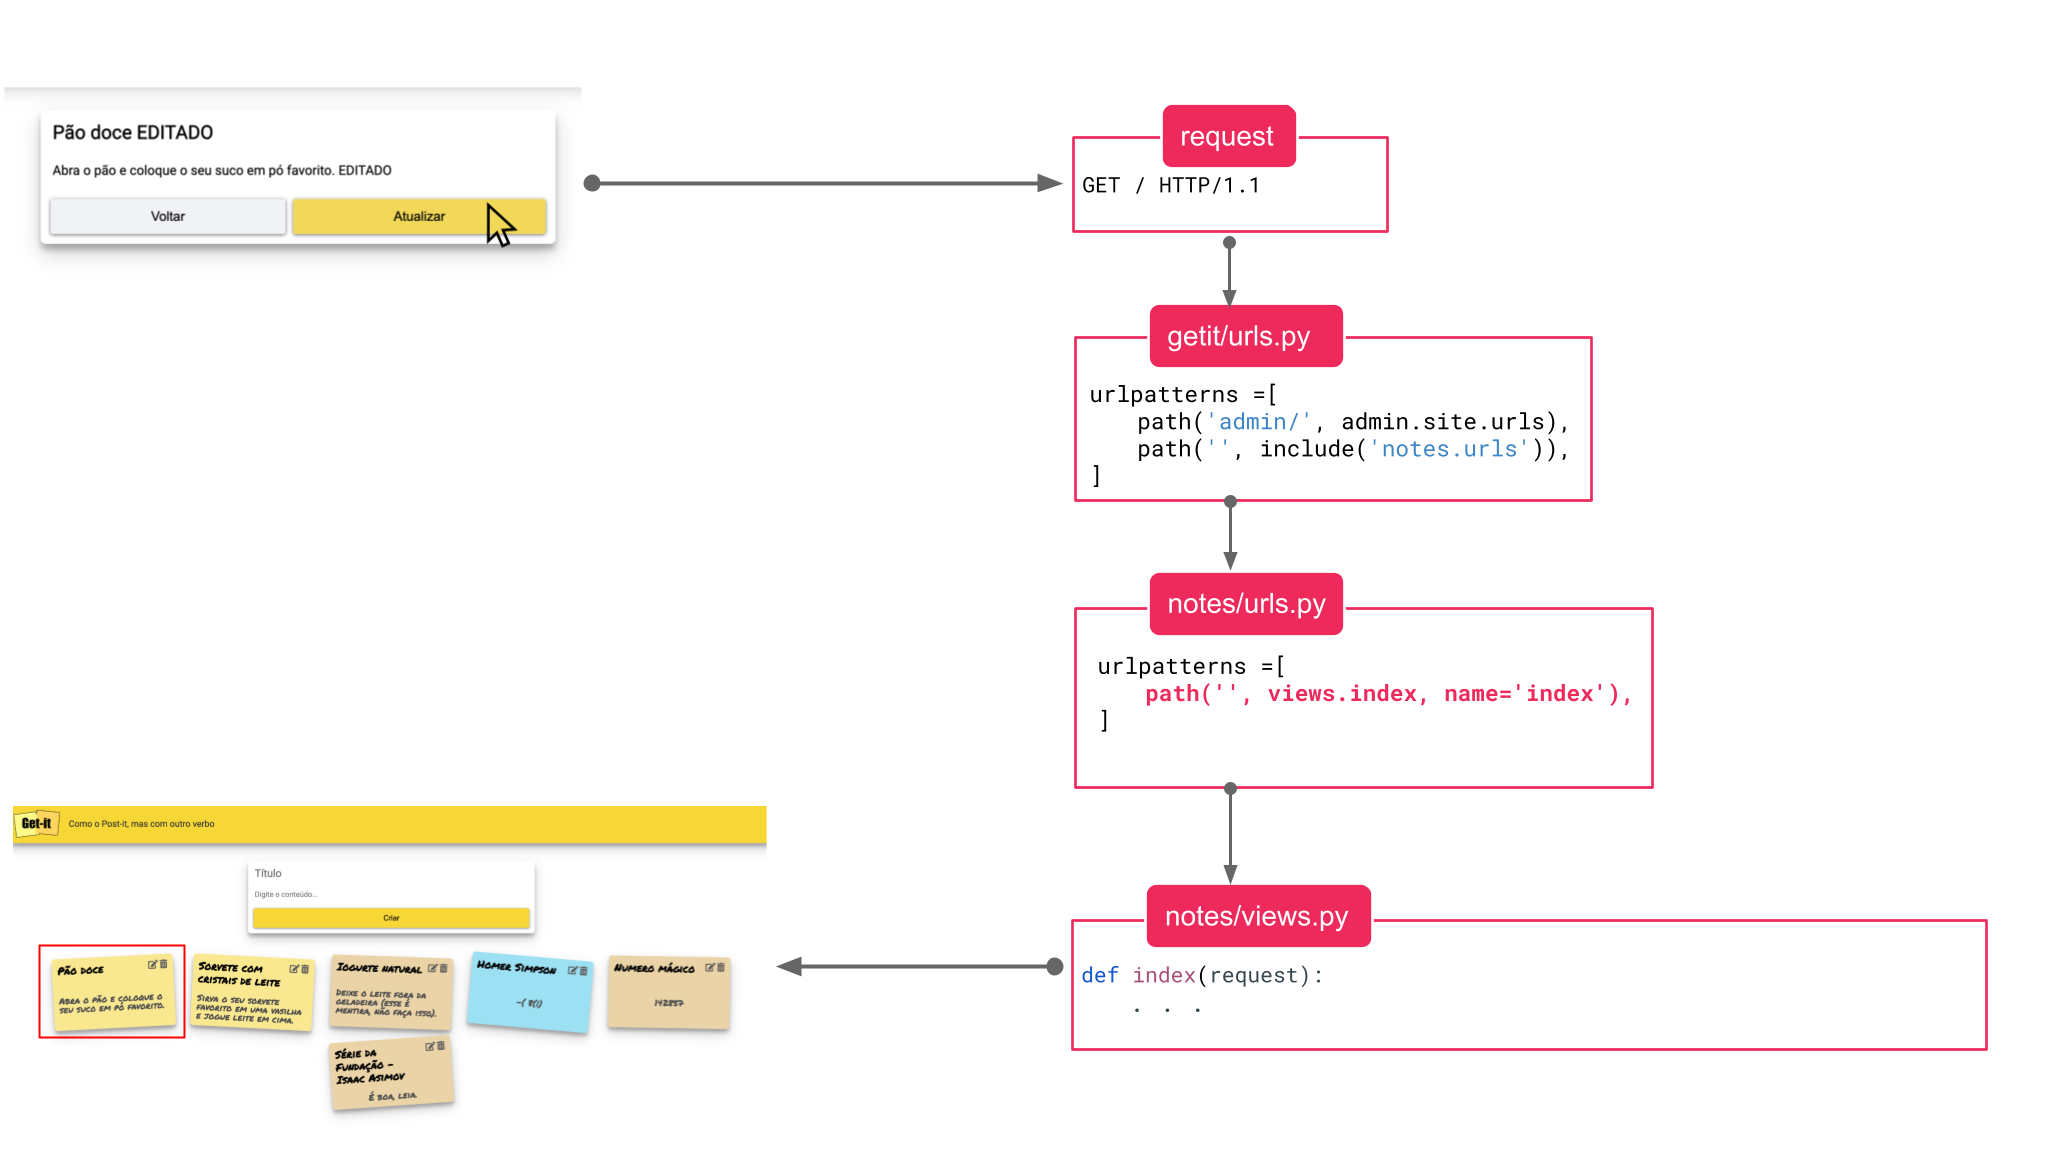 Pão doce EDITADO
Abra o pão e coloque o seu suco em pó favorito. EDITADO
Voltar
Atualizar
request
GET / HTTP/1.1
getit/urls.py
urlpatterns =[
path('admin/', admin.site.urls),
path('', include('notes.urls')),
]
notes/urls.py
urlpatterns =[
path('', views.index, name='index'),
]
notes/views.py
def index(request):
. . .
Get-it
Como o Post-it, mas com outro verbo
Título
Digite o conteúdo...
Criar
Pão doce
Abra o pão e coloque o
seu suco em pó favorito.
Sorvete com
cristais de leite
Sirva o seu sorvete
favorito em uma vasilha
e jogue leite em cima.
Iogurte natural
Deixe o leite fora da
geladeira (esse é
mentira, não faça isso).
Homer Simpson
Numero mágico
142857
Série da
Fundação –
Isaac Asimov
É boa, leia.